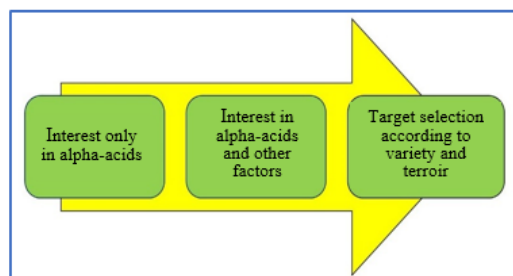 Interest only
in alpha-acids
Interest in
alpha-acids
and other
factors
Target selection
according to
variety and
terroir